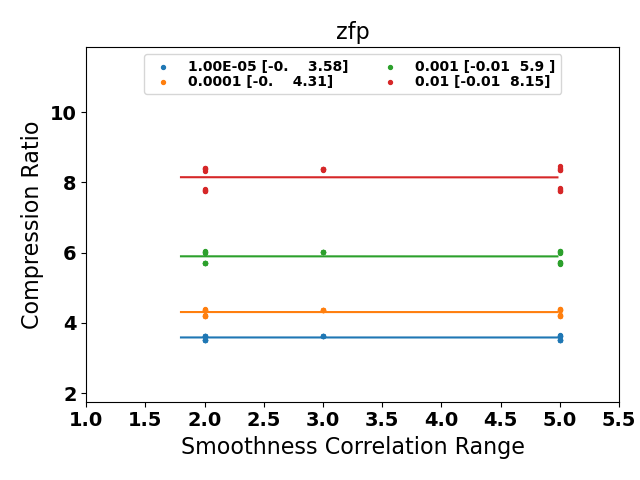 zfp
1.00E-05 [-0.    3.58]
0.0001 [-0.    4.31]
0.001 [-0.01  5.9 ]
0.01 [-0.01  8.15]
Compression Ratio
10
8
6
4
2
1.0 1.5 2.0 2.5 3.0 3.5 4.0 4.5 5.0 5.5
Smoothness Correlation Range